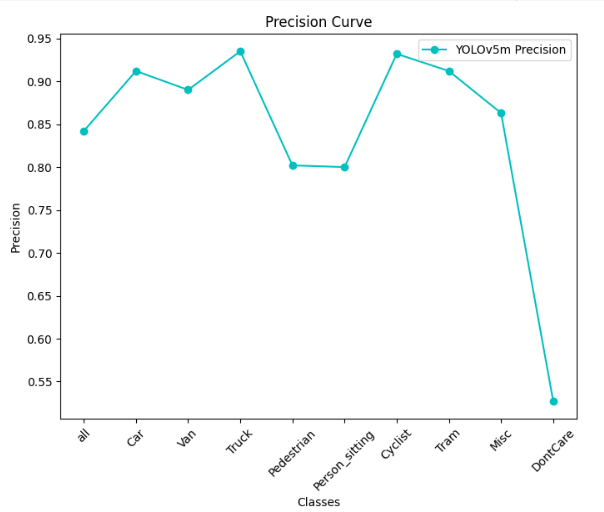 Precision Curve
YOLOv5m Precision
Precision
0.95
0.90
0.85
0.80
0.75
0.70
0.65
0.60
0.55
all
Car
Van
Truck
Pedestrian
Person_sitting
Cyclist
Tram
Misc
DontCare
Classes